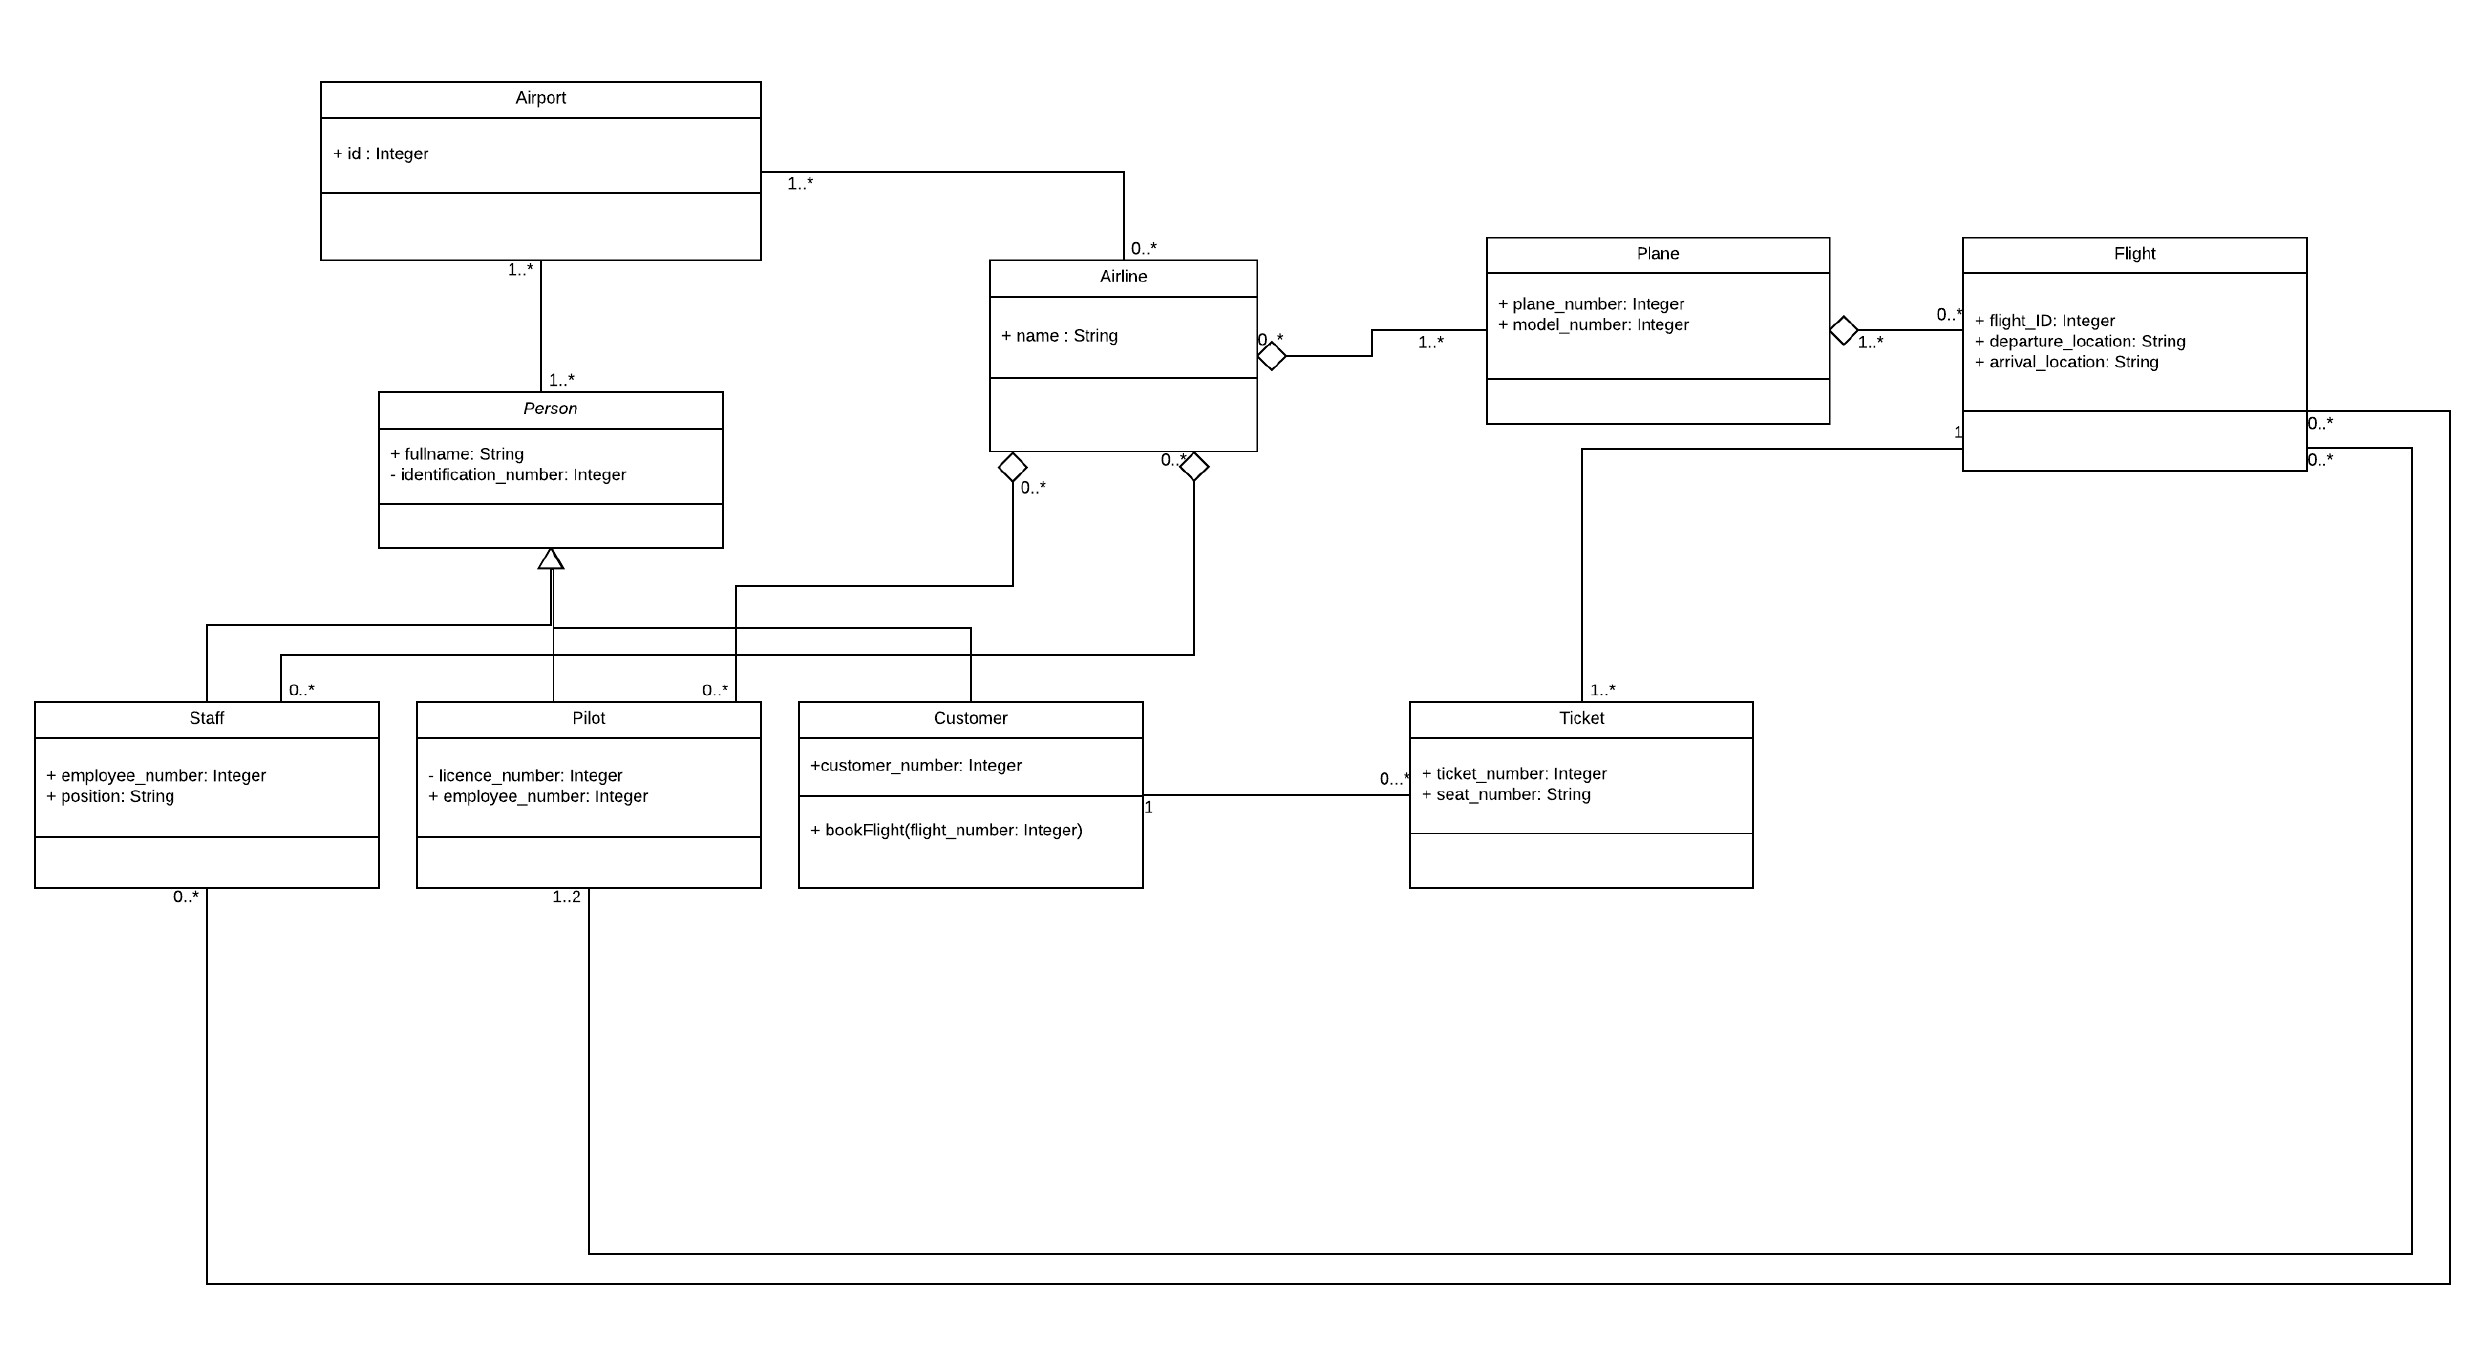 Airport
+ id : Integer
1..*
0..*
1..*
1..*
Person
+ fullname: String
- identification_number: Integer
Airline
+ name : String
0..*
1..*
0..*
0..*
Plane
+ plane_number: Integer
+ model_number: Integer
1..*
0..*
Flight
+ flight_ID: Integer
+ departure_location: String
+ arrival_location: String
1
0..*
0..*
0..*
0..*
1..*
Staff
+ employee_number: Integer
+ position: String
0..*
Pilot
- licence_number: Integer
+ employee_number: Integer
1..2
Customer
+customer_number: Integer
+ bookFlight(flight_number: Integer)
1
0...*
Ticket
+ ticket_number: Integer
+ seat_number: String